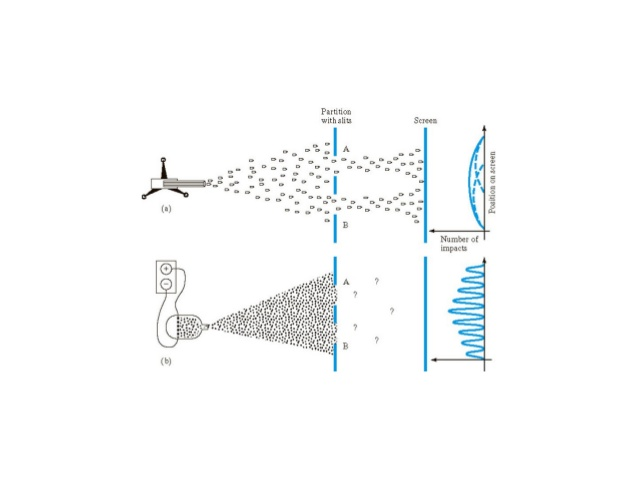 Partition
with slits
Screen
A
B
(a)
Position on screen
Number of
impacts
+
−
A
?
?
?
?
?
B
(b)